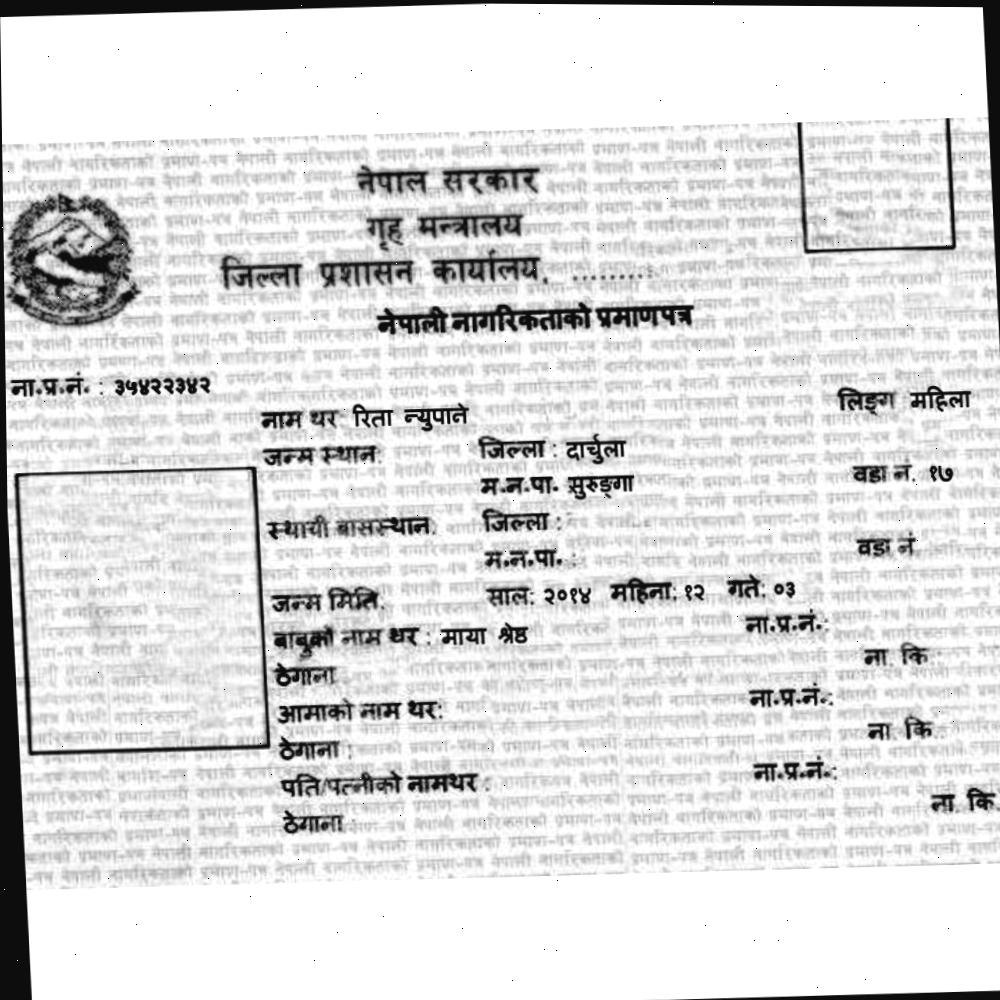 नेपाल सरकार
गृह मन्त्रालय
जिल्ला प्रशासन कार्यालय, .........
नेपाली नागरिकताको प्रमाणपत्र
ना.प्र.नं. : ३५४२२३४२
नाम थर रिता न्युपाने लिङ्ग महिला
जन्म स्थान: जिल्ला : दार्चुला
म.न.पा. सुरुङ्गा वडा नं. १७
स्थायी बासस्थान: जिल्ला :
म.न.पा. : वडा नं
जन्म मिति: साल: २०१४ महिना: १२ गते: ०३
बाबुको नाम थर : माया श्रेष्ठ ना.प्र.नं.:
ठेगाना ना. कि
आमाको नाम थर: ना.प्र.नं.:
ठेगाना : ना. कि
पति/पत्नीको नामथर : ना.प्र.नं.:
ठेगाना ना. कि